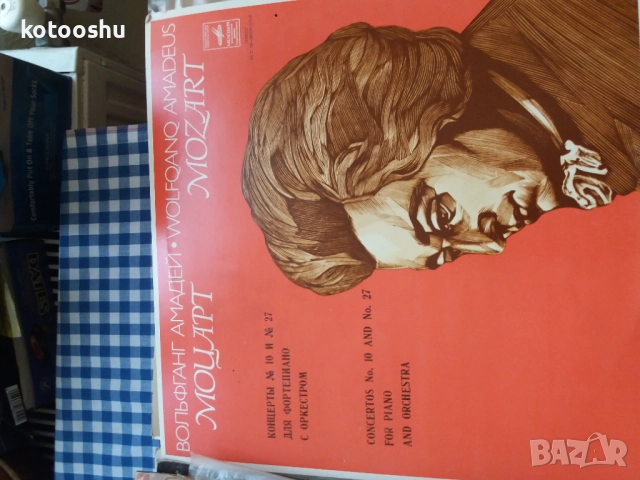 kotooshu
ВОЛЬФГАНГ АМАДЕЙ • WOLFGANG AMADEUS
МОЦАРТ MOZART
КОНЦЕРТЫ № 10 И № 27
ДЛЯ ФОРТЕПИАНО
С ОРКЕСТРОМ
CONCERTOS No. 10 AND No. 27
FOR PIANO
AND ORCHESTRA
BAZAR